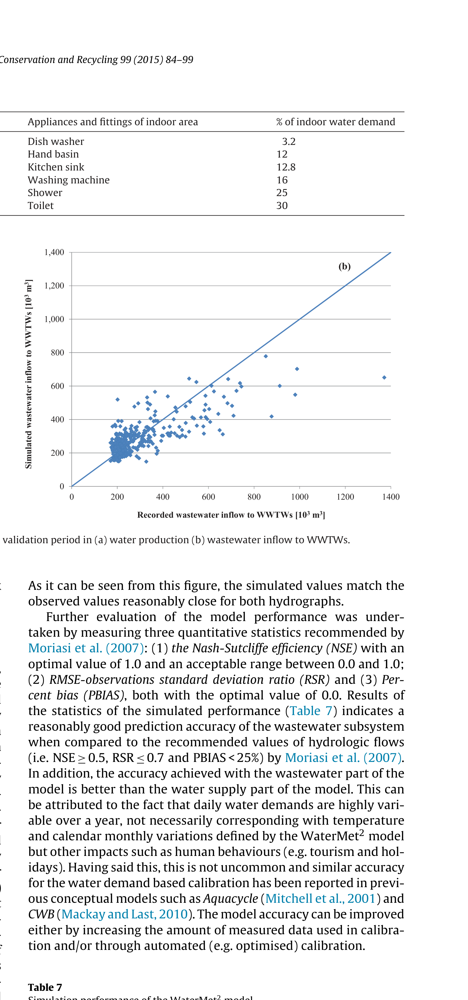 Conservation and Recycling 99 (2015) 84–99
Appliances and fittings of indoor area % of indoor water demand
Dish washer 3.2
Hand basin 12
Kitchen sink 12.8
Washing machine 16
Shower 25
Toilet 30
1,400
1,200
1,000
800
600
400
200
0
0 200 400 600 800 1000 1200 1400
(b)
Simulated wastewater inflow to WWTWs [10³ m³]
Recorded wastewater inflow to WWTWs [10³ m³]
validation period in (a) water production (b) wastewater inflow to WWTWs.
As it can be seen from this figure, the simulated values match the
observed values reasonably close for both hydrographs.
Further evaluation of the model performance was under-
taken by measuring three quantitative statistics recommended by
Moriasi et al. (2007): (1) the Nash-Sutcliffe efficiency (NSE) with an
optimal value of 1.0 and an acceptable range between 0.0 and 1.0;
(2) RMSE-observations standard deviation ratio (RSR) and (3) Per-
cent bias (PBIAS), both with the optimal value of 0.0. Results of
the statistics of the simulated performance (Table 7) indicates a
reasonably good prediction accuracy of the wastewater subsystem
when compared to the recommended values of hydrologic flows
(i.e. NSE ≥ 0.5, RSR ≤ 0.7 and PBIAS < 25%) by Moriasi et al. (2007).
In addition, the accuracy achieved with the wastewater part of the
model is better than the water supply part of the model. This can
be attributed to the fact that daily water demands are highly vari-
able over a year, not necessarily corresponding with temperature
and calendar monthly variations defined by the WaterMet² model
but other impacts such as human behaviours (e.g. tourism and hol-
idays). Having said this, this is not uncommon and similar accuracy
for the water demand based calibration has been reported in previ-
ous conceptual models such as Aquacycle (Mitchell et al., 2001) and
CWB (Mackay and Last, 2010). The model accuracy can be improved
either by increasing the amount of measured data used in calibra-
tion and/or through automated (e.g. optimised) calibration.
Table 7
Simulation performance of the WaterMet² model